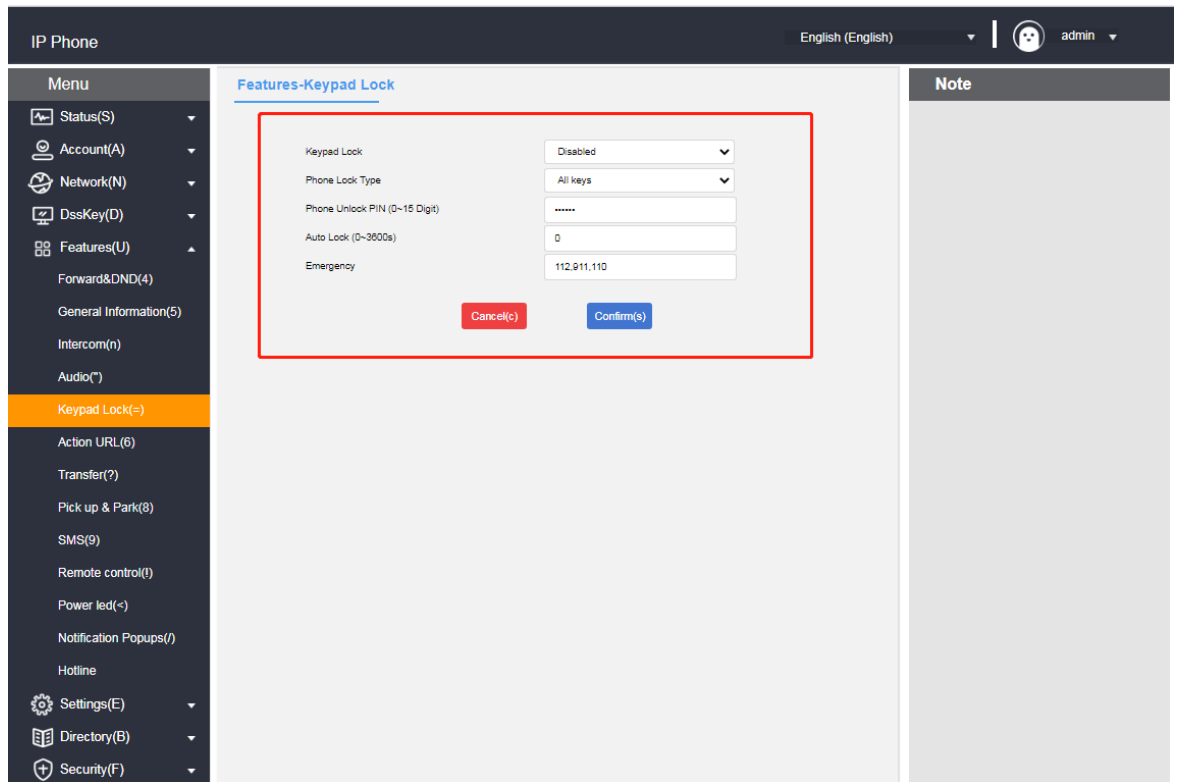 IP Phone
English (English)
admin
Menu
Status(S)
Account(A)
Network(N)
DssKey(D)
Features(U)
Forward&DND(4)
General Information(5)
Intercom(n)
Audio(")
Keypad Lock(=)
Action URL(6)
Transfer(?)
Pick up & Park(8)
SMS(9)
Remote control(!)
Power led(<)
Notification Popups(/)
Hotline
Settings(E)
Directory(B)
Security(F)
Features-Keypad Lock
Keypad Lock Disabled
Phone Lock Type All keys
Phone Unlock PIN (0~15 Digit) ••••••
Auto Lock (0~3600s) 0
Emergency 112,911,110
Cancel(c) Confirm(s)
Note